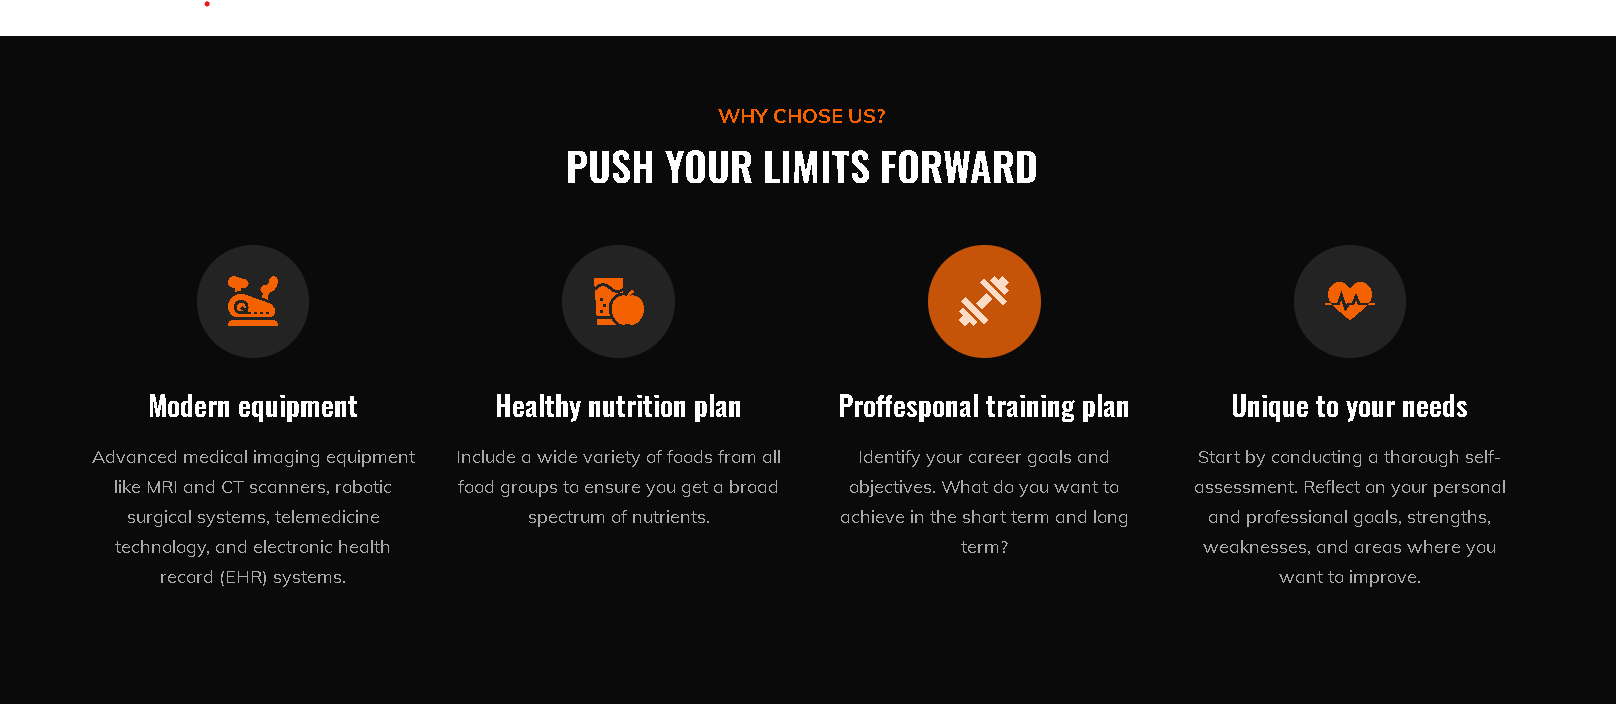 WHY CHOSE US?
PUSH YOUR LIMITS FORWARD
Modern equipment
Advanced medical imaging equipment
like MRI and CT scanners, robotic
surgical systems, telemedicine
technology, and electronic health
record (EHR) systems.
Healthy nutrition plan
Include a wide variety of foods from all
food groups to ensure you get a broad
spectrum of nutrients.
Proffesponal training plan
Identify your career goals and
objectives. What do you want to
achieve in the short term and long
term?
Unique to your needs
Start by conducting a thorough self-
assessment. Reflect on your personal
and professional goals, strengths,
weaknesses, and areas where you
want to improve.